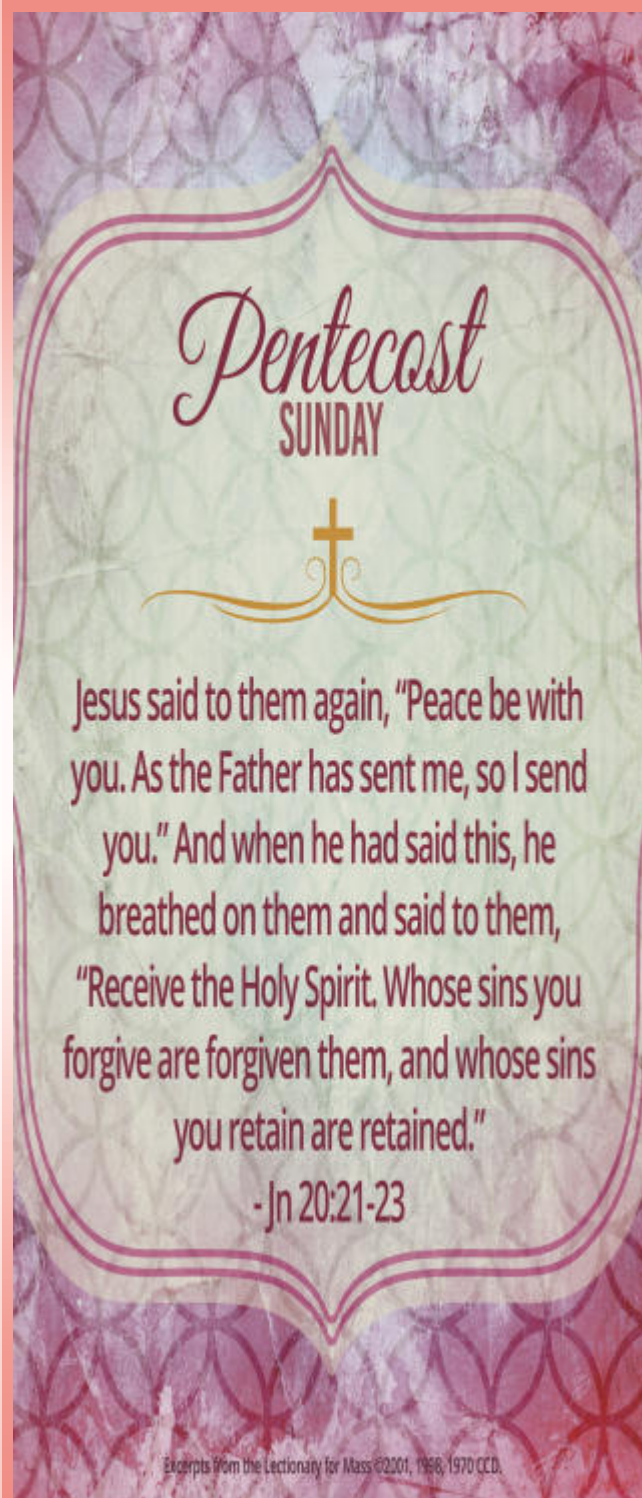 Pentecost
SUNDAY
Jesus said to them again, “Peace be with
you. As the Father has sent me, so I send
you.” And when he had said this, he
breathed on them and said to them,
“Receive the Holy Spirit. Whose sins you
forgive are forgiven them, and whose sins
you retain are retained.”
- Jn 20:21-23
Excerpts from the Lectionary for Mass ©2001, 1998, 1970 CCD.